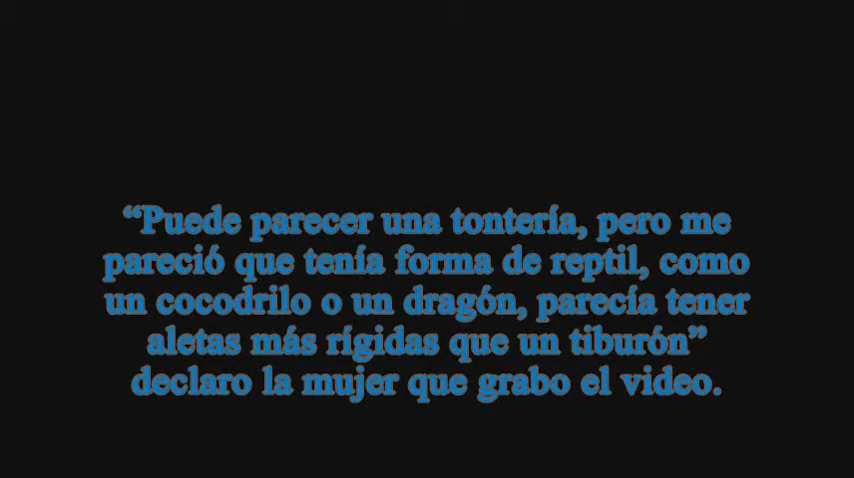 “Puede parecer una tontería, pero me
pareció que tenía forma de reptil, como
un cocodrilo o un dragón, parecía tener
aletas más rígidas que un tiburón”
declaro la mujer que grabo el video.